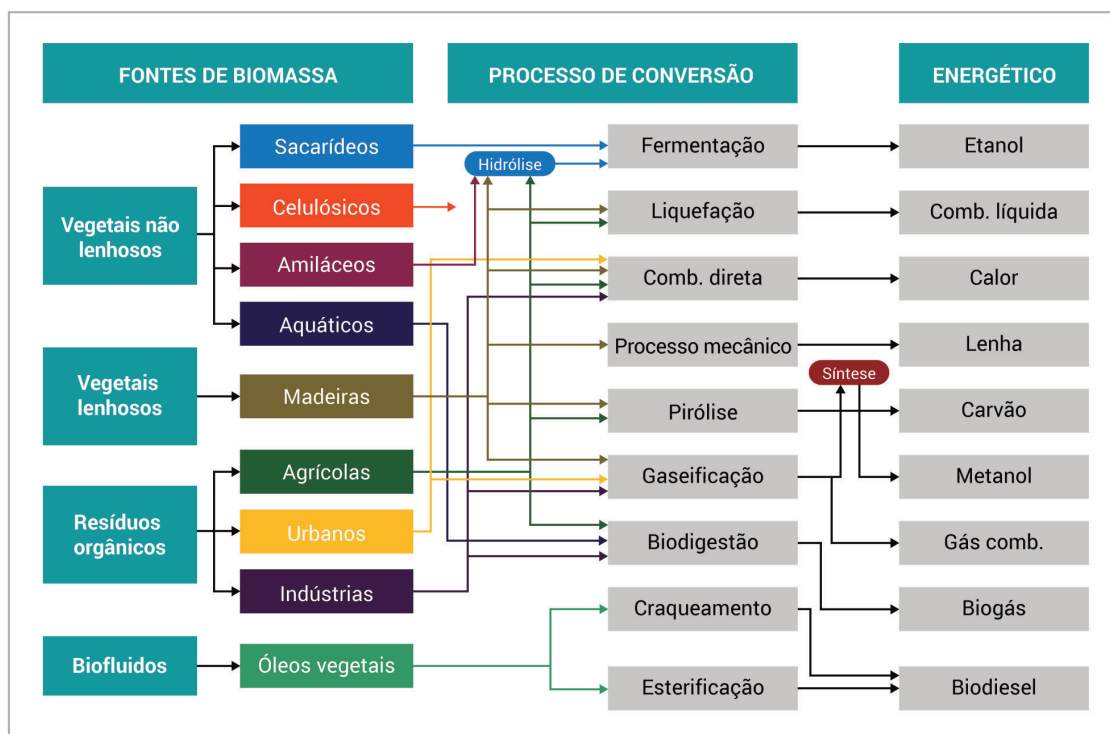 FONTES DE BIOMASSA
PROCESSO DE CONVERSÃO
ENERGÉTICO
Vegetais não
lenhosos
Vegetais
lenhosos
Resíduos
orgânicos
Biofluidos
Sacarídeos
Celulósicos
Amiláceos
Aquáticos
Madeiras
Agrícolas
Urbanos
Indústrias
Óleos vegetais
Hidrólise
Fermentação
Liquefação
Comb. direta
Processo mecânico
Pirólise
Gaseificação
Biodigestão
Craqueamento
Esterificação
Síntese
Etanol
Comb. líquida
Calor
Lenha
Carvão
Metanol
Gás comb.
Biogás
Biodiesel